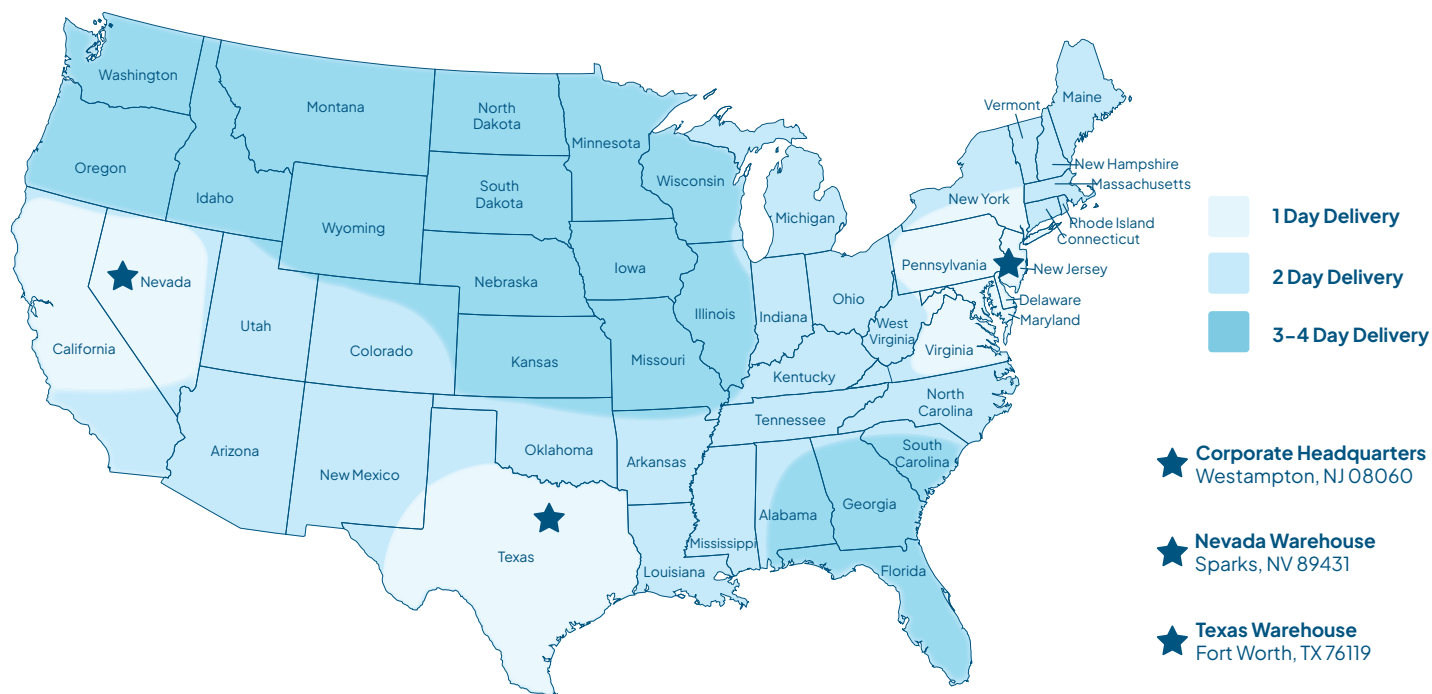 Washington
Montana
North
Dakota
Minnesota
Vermont
Maine
Oregon
Idaho
South
Dakota
Wisconsin
Michigan
New York
New Hampshire
Massachusetts
Rhode Island
Connecticut
Wyoming
Nevada
Nebraska
Iowa
Pennsylvania
New Jersey
Delaware
Maryland
Utah
Illinois
Indiana
Ohio
West
Virginia
Virginia
California
Colorado
Kansas
Missouri
Kentucky
North
Carolina
Tennessee
Arizona
New Mexico
Oklahoma
Arkansas
South
Carolina
Texas
Mississippi
Alabama
Georgia
Louisiana
Florida
1 Day Delivery
2 Day Delivery
3-4 Day Delivery
Corporate Headquarters
Westampton, NJ 08060
Nevada Warehouse
Sparks, NV 89431
Texas Warehouse
Fort Worth, TX 76119